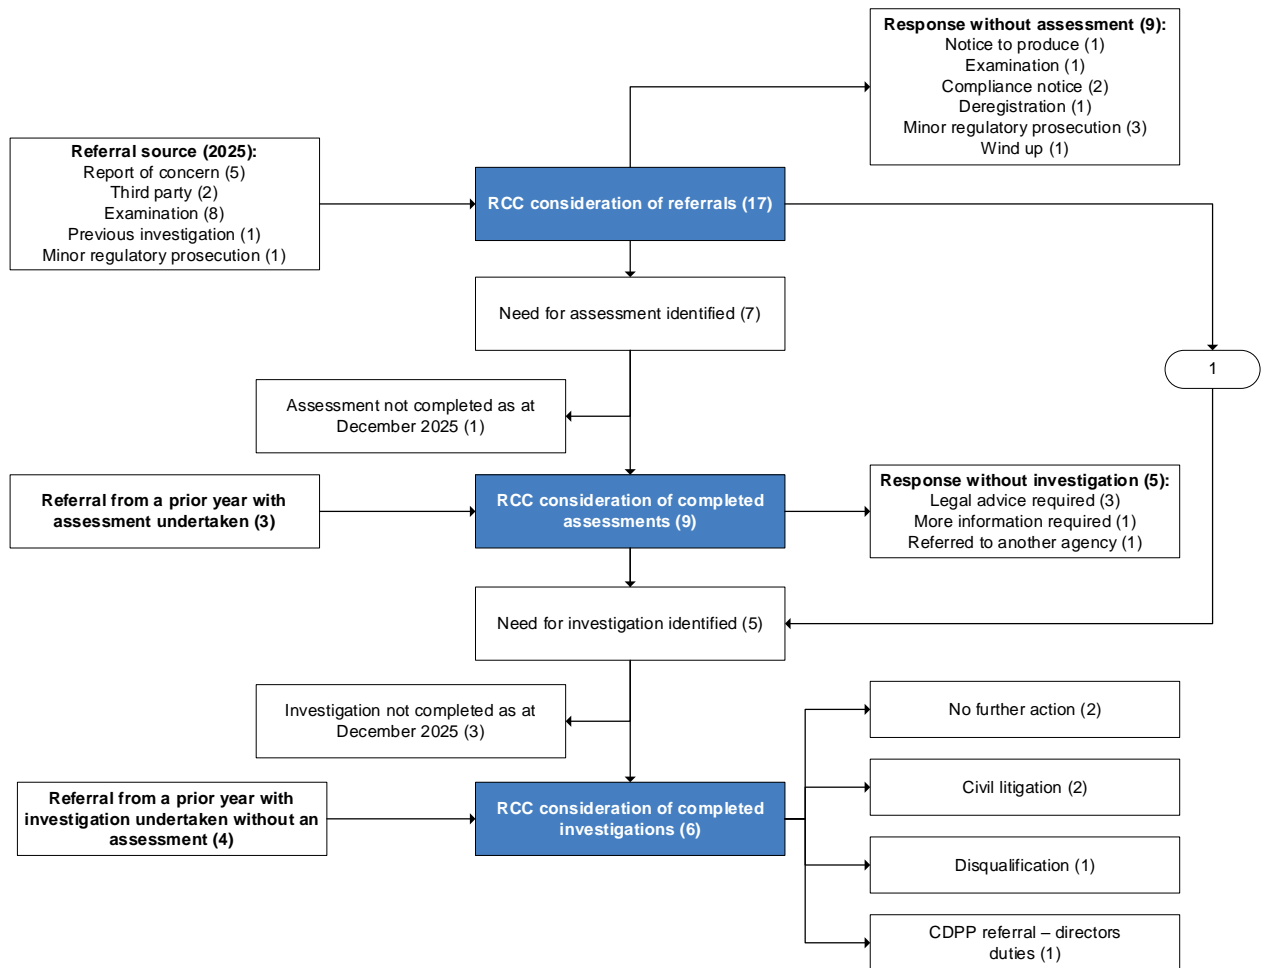 Response without assessment (9):
Notice to produce (1)
Examination (1)
Compliance notice (2)
Deregistration (1)
Minor regulatory prosecution (3)
Wind up (1)
Referral source (2025):
Report of concern (5)
Third party (2)
Examination (8)
Previous investigation (1)
Minor regulatory prosecution (1)
RCC consideration of referrals (17)
Need for assessment identified (7)
1
Assessment not completed as at
December 2025 (1)
Referral from a prior year with
assessment undertaken (3)
RCC consideration of completed
assessments (9)
Response without investigation (5):
Legal advice required (3)
More information required (1)
Referred to another agency (1)
Need for investigation identified (5)
Investigation not completed as at
December 2025 (3)
Referral from a prior year with
investigation undertaken without an
assessment (4)
RCC consideration of completed
investigations (6)
No further action (2)
Civil litigation (2)
Disqualification (1)
CDPP referral – directors
duties (1)